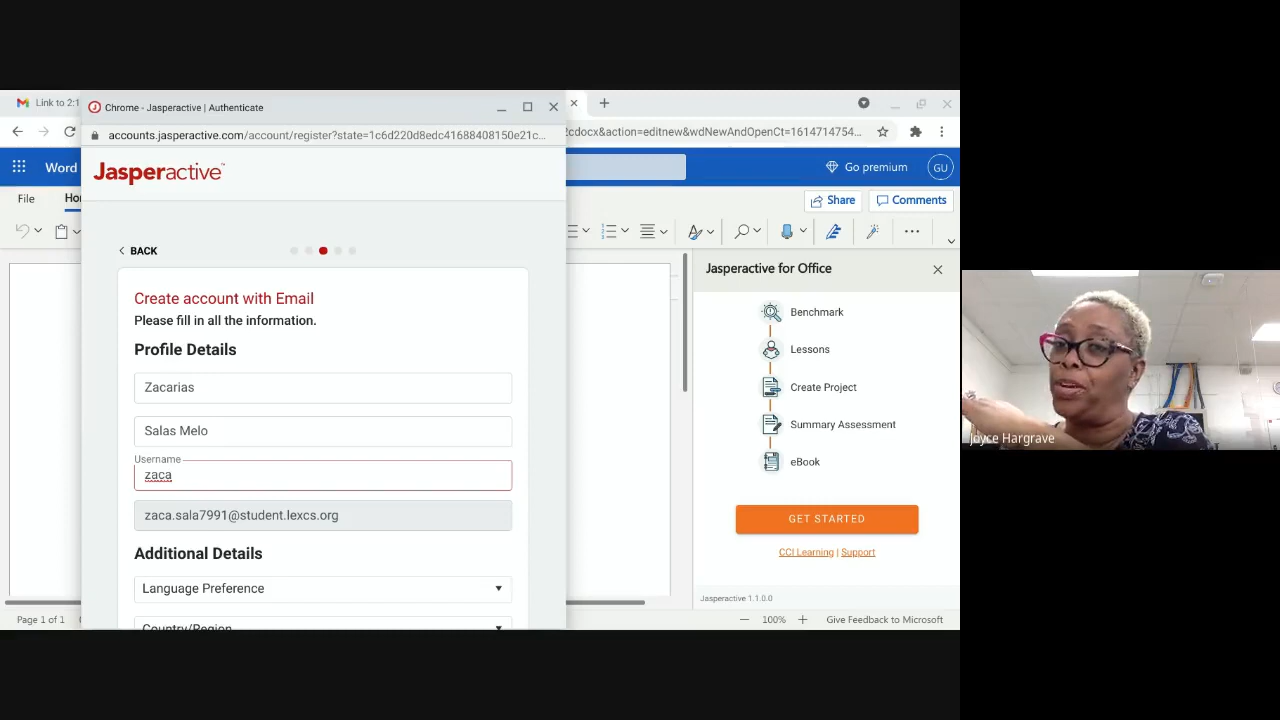 Link to 2:1
Chrome - Jasperactive | Authenticate
accounts.jasperactive.com/account/register?state=1c6d220d8edc41688408150e21c...
2cdocx&action=editnew&wdNewAndOpenCt=1614714754...
Word
Jasperactive™
Go premium
GU
File
Hor
Share
Comments
BACK
Jasperactive for Office
Create account with Email
Please fill in all the information.
Profile Details
Zacarias
Salas Melo
Username
zaca
zaca.sala7991@student.lexcs.org
Additional Details
Language Preference
Country/Region
Benchmark
Lessons
Create Project
Summary Assessment
eBook
GET STARTED
CCI Learning | Support
Jasperactive 1.1.0.0
Page 1 of 1
100%
Give Feedback to Microsoft
Joyce Hargrave